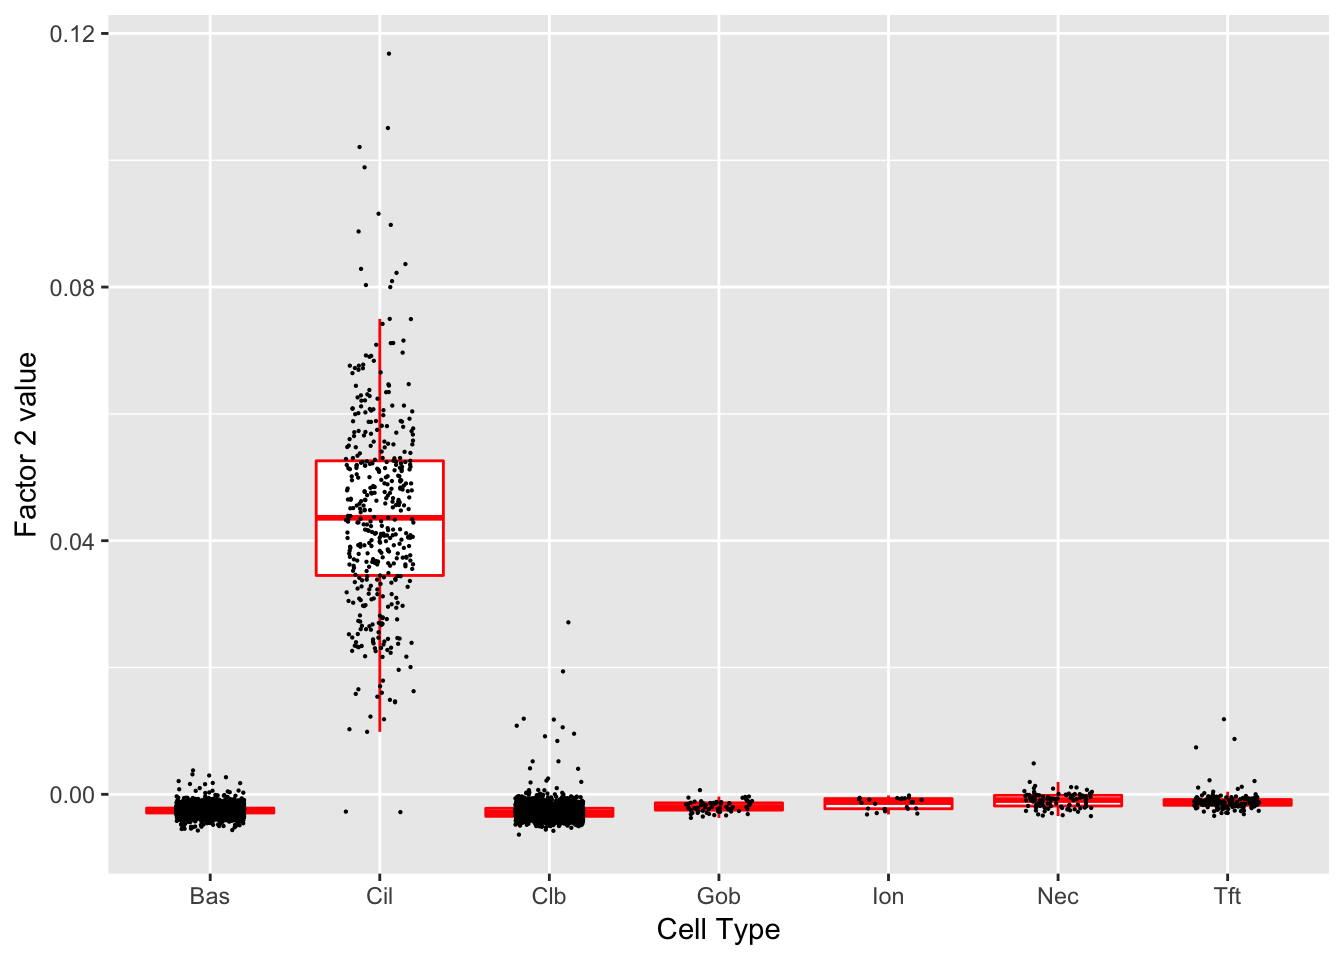 0.12
0.08
0.04
0.00
Factor 2 value
Bas Cil Clb Gob Ion Nec Tft
Cell Type